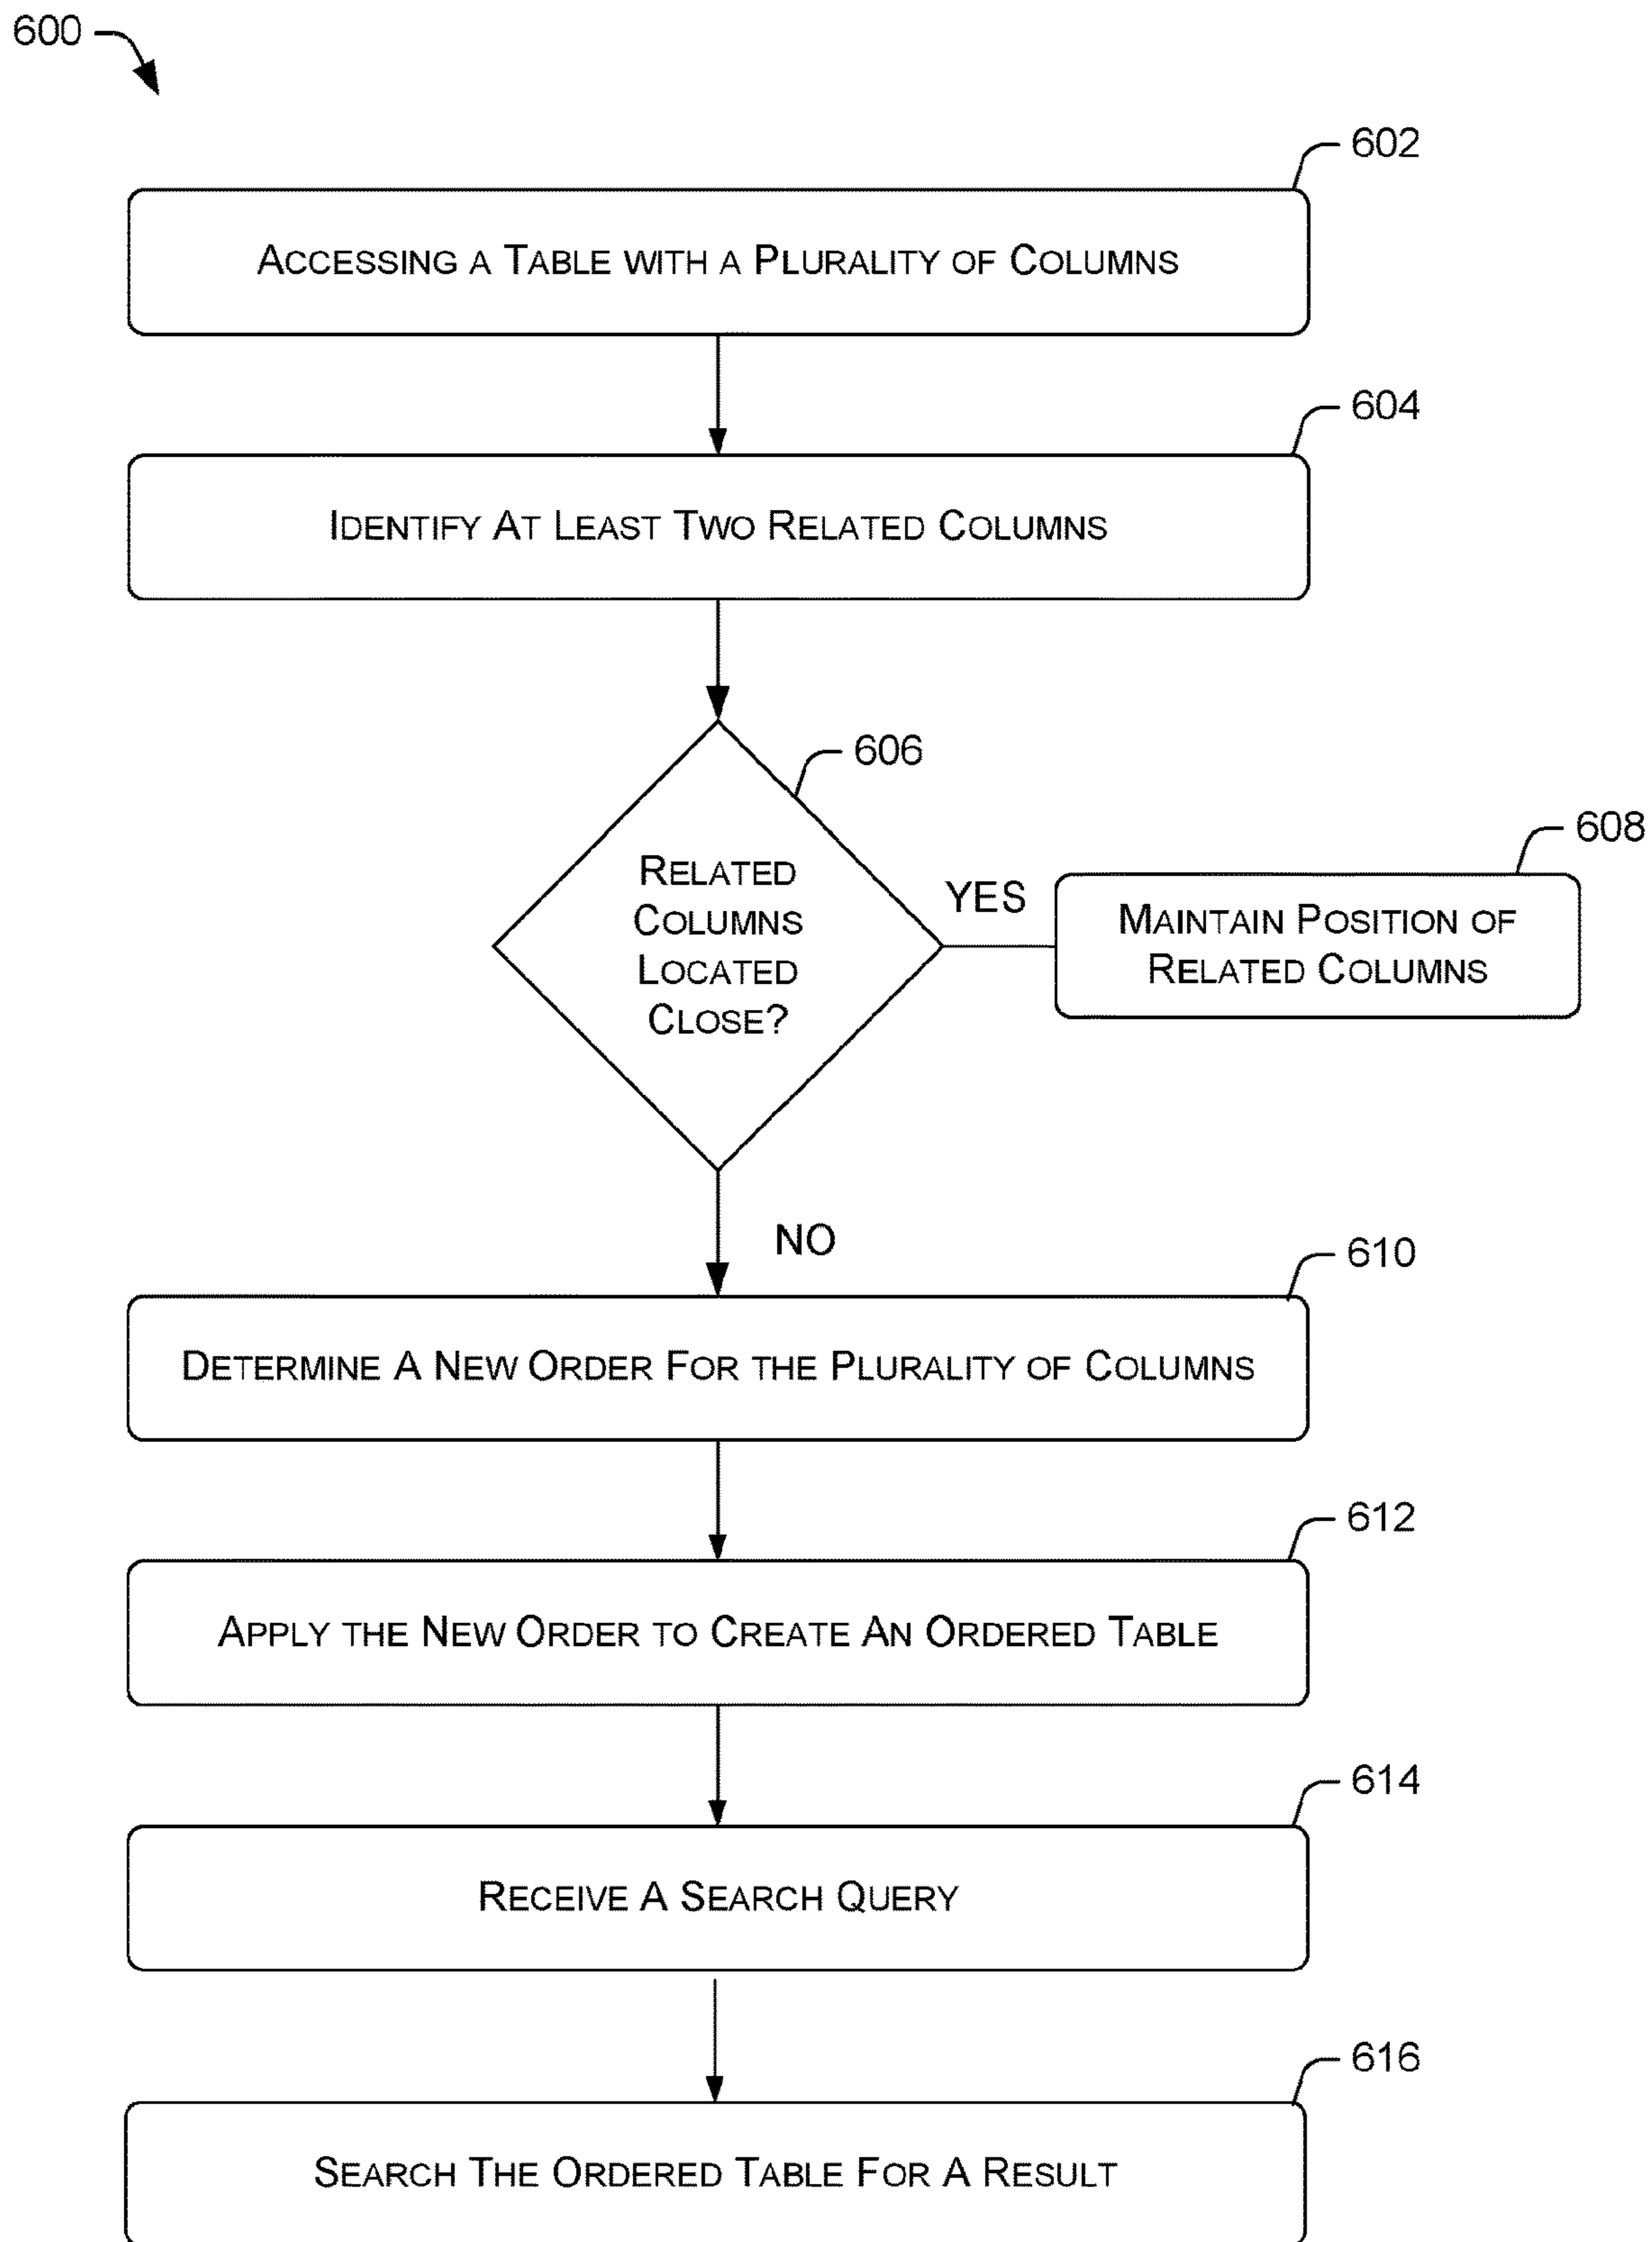 600
602
ACCESSING A TABLE WITH A PLURALITY OF COLUMNS
604
IDENTIFY AT LEAST TWO RELATED COLUMNS
606
RELATED
COLUMNS
LOCATED
CLOSE?
YES
608
MAINTAIN POSITION OF
RELATED COLUMNS
NO
610
DETERMINE A NEW ORDER FOR THE PLURALITY OF COLUMNS
612
APPLY THE NEW ORDER TO CREATE AN ORDERED TABLE
614
RECEIVE A SEARCH QUERY
616
SEARCH THE ORDERED TABLE FOR A RESULT